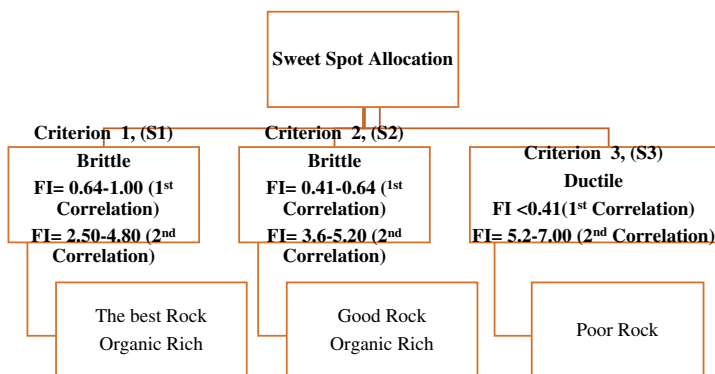 Sweet Spot Allocation
Criterion 1, (S1)
Brittle
FI= 0.64-1.00 (1st
Correlation)
FI= 2.50-4.80 (2nd
Correlation)
Criterion 2, (S2)
Brittle
FI= 0.41-0.64 (1st
Correlation)
FI= 3.6-5.20 (2nd
Correlation)
Criterion 3, (S3)
Ductile
FI <0.41(1st Correlation)
FI= 5.2-7.00 (2nd Correlation)
The best Rock
Organic Rich
Good Rock
Organic Rich
Poor Rock